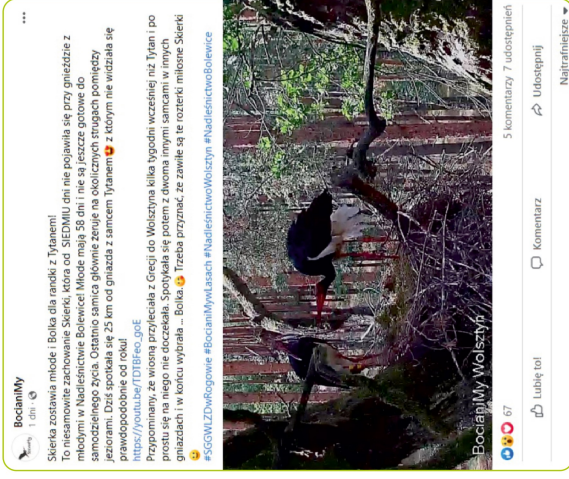 BocianiMy
1 dni ·
Skierka zostawia młode i Bolka dla randki z Tytanem!
To niesamowite zachowanie Skierki, która od SIEDMIU dni nie pojawiła się przy gnieździe z
młodymi w Nadleśnictwie Bolewice! Młode mają 58 dni i nie są jeszcze gotowe do
samodzielnego życia. Ostatnio samica głównie żeruje na okolicznych strugach pomiędzy
jeziorami. Dziś spotkała się 25 km od gniazda z samcem Tytanem😍 z którym nie widziała się
prawdopodobnie od roku!
https://youtu.be/TDTBFeo_goE
Przypominamy, że wiosną przyleciała z Grecji do Wolsztyna kilka tygodni wcześniej niż Tytan i po
prostu się na niego nie doczekała. Spotykała się potem z dwoma innymi samcami w innych
gniazdach i w końcu wybrała... Bolka.😀 Trzeba przyznać, że zawiłe są te rozterki miłosne Skierki
😀
#SGGWLZDwRogowie #BocianiMywLasach #NadleśnictwoWolsztyn #NadleśnictwoBolewice
BocianiMy Wolsztyn
67
5 komentarzy 7 udostępnień
Lubię to!
Komentarz
Udostępnij
Najtrafniejsze